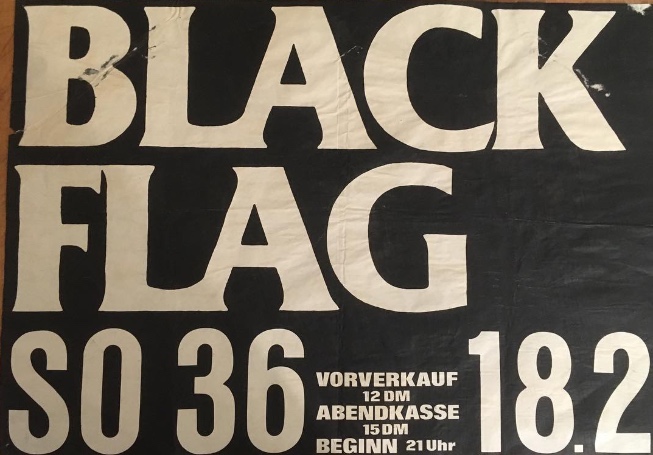 BLACK
FLAG
SO 36
VORVERKAUF
12 DM
ABENDKASSE
15 DM
BEGINN 21 Uhr
18.2